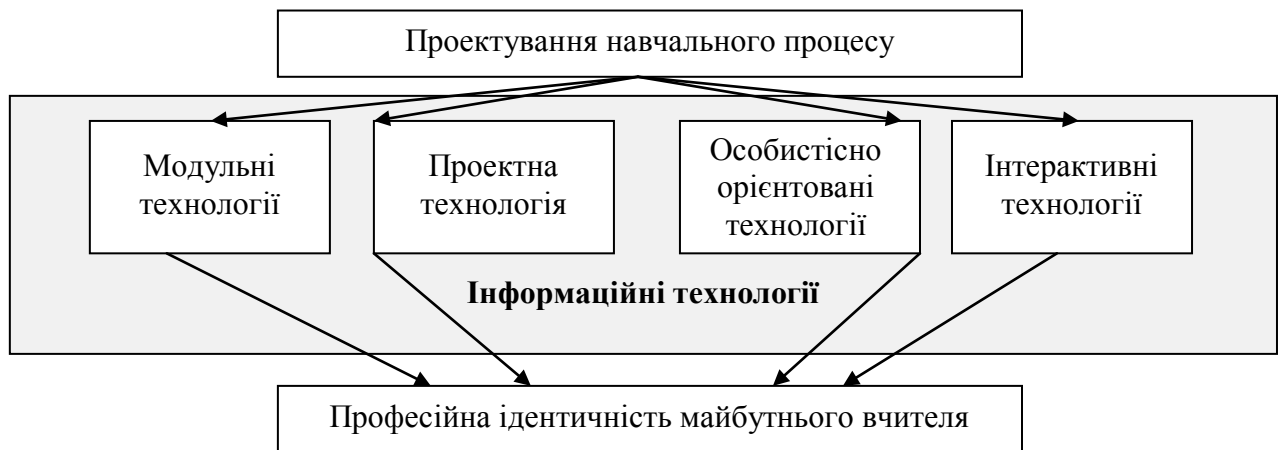 Проектування навчального процесу
Модульні
технології
Проектна
технологія
Особистісно
орієнтовані
технології
Інтерактивні
технології
Інформаційні технології
Професійна ідентичність майбутнього вчителя